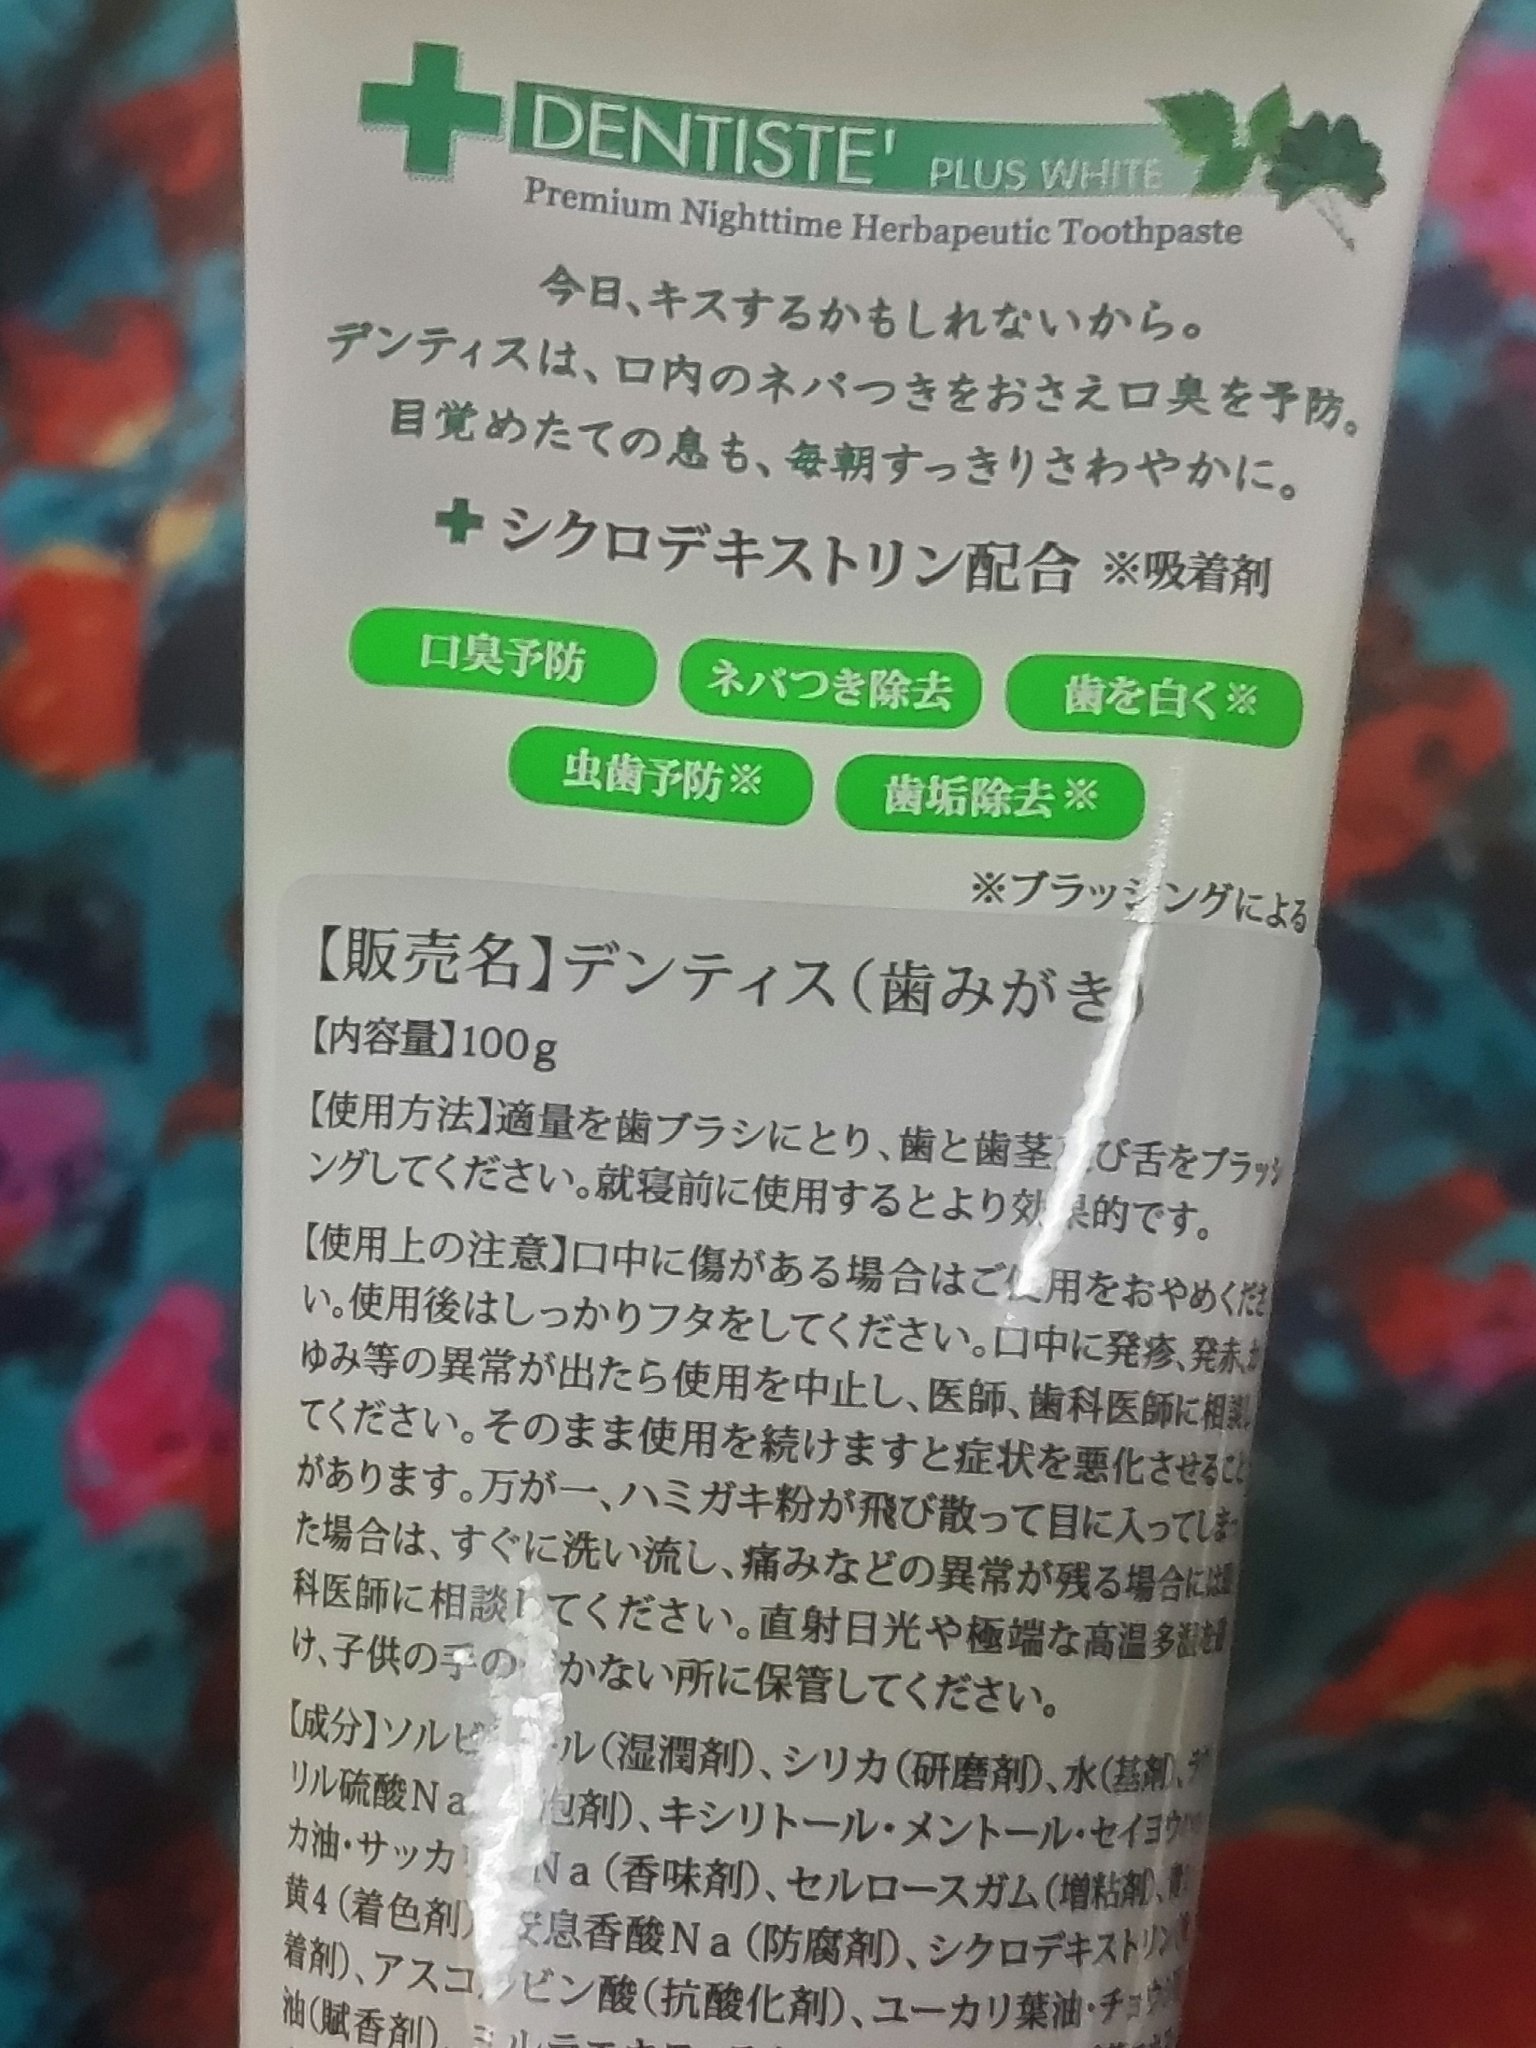 DENTISTE' PLUS WHITE
Premium Nighttime Herbapeutic Toothpaste
今日、キスするかもしれないから。
デンティスは、口内のネバつきをおさえ口臭を予防。
目覚めたての息も、毎朝すっきりさわやかに。
シクロデキストリン配合 ※吸着剤
口臭予防 ネバつき除去 歯を白く※
虫歯予防※ 歯垢除去※
※ブラッシングによる
【販売名】デンティス(歯みがき)
【内容量】100g
【使用方法】適量を歯ブラシにとり、歯と歯茎及び舌をブラッシ
ングしてください。就寝前に使用するとより効果的です。
【使用上の注意】口中に傷がある場合はご使用をおやめくださ
い。使用後はしっかりフタをしてください。口中に発疹、発赤、か
ゆみ等の異常が出たら使用を中止し、医師、歯科医師に相談し
てください。そのまま使用を続けますと症状を悪化させること
があります。万が一、ハミガキ粉が飛び散って目に入ってしまっ
た場合は、すぐに洗い流し、痛みなどの異常が残る場合には
科医師に相談してください。直射日光や極端な高温多湿を
け、子供の手の届かない所に保管してください。
【成分】ソルビトール(湿潤剤)、シリカ(研磨剤)、水(基剤)、
リル硫酸Na 泡剤)、キシリトール・メントール・セイヨウ
カ油・サッカリンNa(香味剤)、セルロースガム(増粘剤)、
黄4(着色剤) 安息香酸Na(防腐剤)、シクロデキストリン
着剤)、アスコルビン酸(抗酸化剤)、ユーカリ葉油・チョウ
油(賦香剤)、